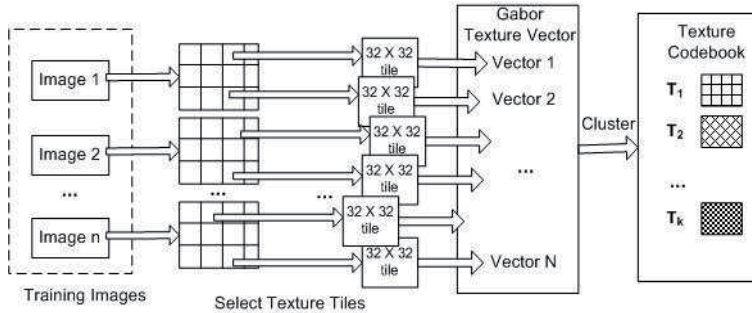 Image 1
Image 2
...
Image n
Training Images
...
Select Texture Tiles
32 X 32
tile
32 X 32
tile
32 X 32
tile
32 X 32
tile
...
32 X 32
tile
32 X 32
tile
Gabor
Texture Vector
Vector 1
Vector 2
...
Vector N
Cluster
Texture
Codebook
T1
T2
...
Tk